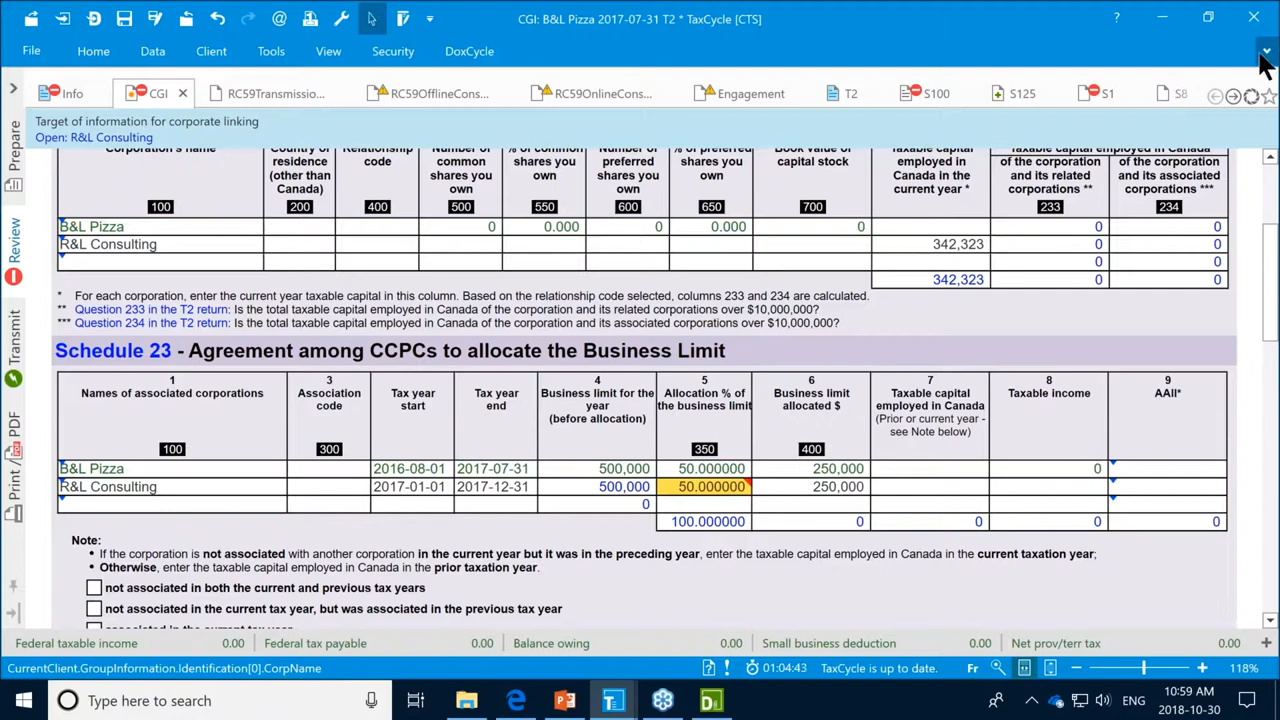 CGI: B&L Pizza 2017-07-31 T2 * TaxCycle [CTS]
File Home Data Client Tools View Security DoxCycle
Info CGI RC59Transmissio... RC59OfflineCons... RC59OnlineCons... Engagement T2 S100 S125 S1 S8
Target of information for corporate linking
Open: R&L Consulting
Prepare
Review
Transmit
Print / PDF
Corporation's name Country of residence (other than Canada) Relationship code Number of common shares you own % of common shares you own Number of preferred shares you own % of preferred shares you own Book value of capital stock Taxable capital employed in Canada in the current year * Taxable capital employed in Canada
of the corporation and its related corporations ** of the corporation and its associated corporations ***
100 200 400 500 550 600 650 700 233 234
B&L Pizza 0 0.000 0 0.000 0 0 0
R&L Consulting 342,323 0 0
0 0
342,323 0 0
* For each corporation, enter the current year taxable capital in this column. Based on the relationship code selected, columns 233 and 234 are calculated.
** Question 233 in the T2 return: Is the total taxable capital employed in Canada of the corporation and its related corporations over $10,000,000?
*** Question 234 in the T2 return: Is the total taxable capital employed in Canada of the corporation and its associated corporations over $10,000,000?
Schedule 23 - Agreement among CCPCs to allocate the Business Limit
1 3 4 5 6 7 8 9
Names of associated corporations Association code Tax year start Tax year end Business limit for the year (before allocation) Allocation % of the business limit Business limit allocated $ Taxable capital employed in Canada (Prior or current year - see Note below) Taxable income AAII*
100 300 350 400
B&L Pizza 2016-08-01 2017-07-31 500,000 50.000000 250,000 0
R&L Consulting 2017-01-01 2017-12-31 500,000 50.000000 250,000
0
100.000000 0 0 0 0
Note:
• If the corporation is not associated with another corporation in the current year but it was in the preceding year, enter the taxable capital employed in Canada in the current taxation year;
• Otherwise, enter the taxable capital employed in Canada in the prior taxation year.
not associated in both the current and previous tax years
not associated in the current tax year, but was associated in the previous tax year
Federal taxable income 0.00 Federal tax payable 0.00 Balance owing 0.00 Small business deduction 0.00 Net prov/terr tax 0.00
CurrentClient.GroupInformation.Identification[0].CorpName 01:04:43 TaxCycle is up to date. Fr 118%
Type here to search ENG 10:59 AM
2018-10-30